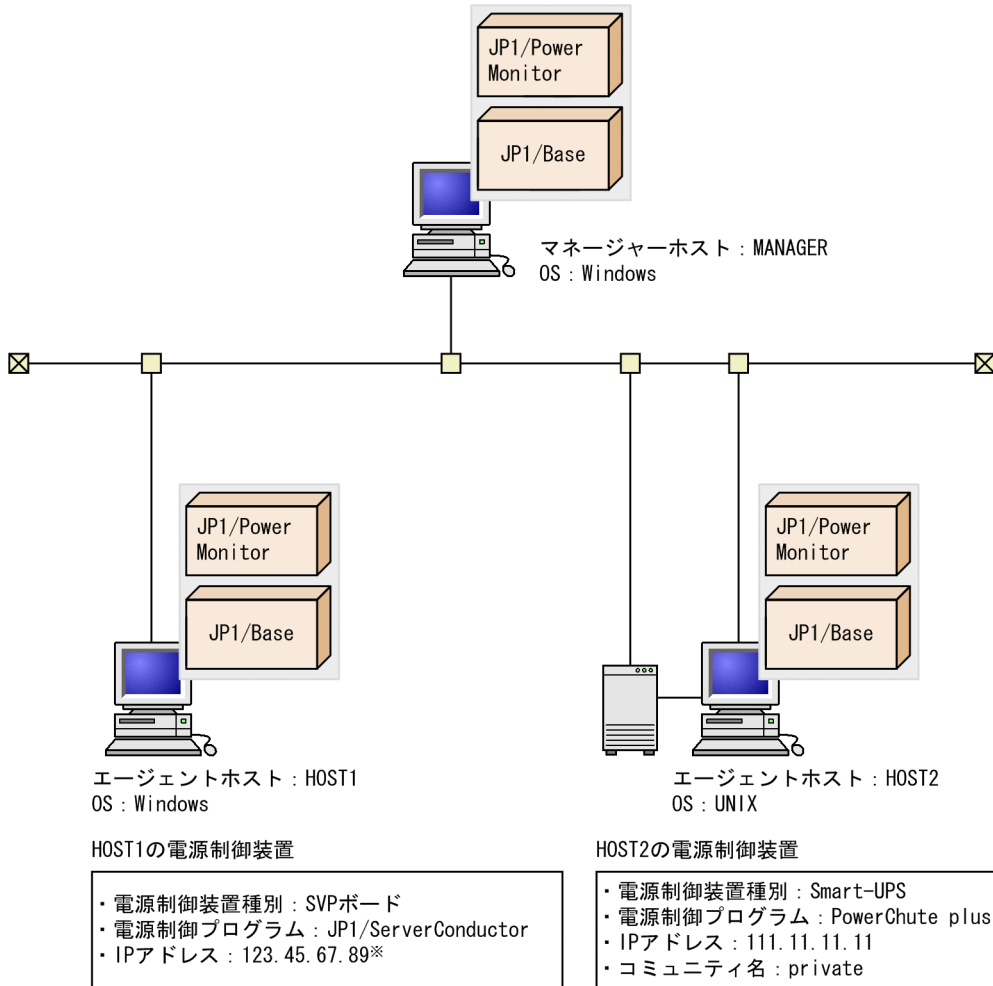 JP1/Power
Monitor
JP1/Base
マネージャーホスト：MANAGER
OS：Windows
JP1/Power
Monitor
JP1/Base
エージェントホスト：HOST1
OS：Windows
JP1/Power
Monitor
JP1/Base
エージェントホスト：HOST2
OS：UNIX
HOST1の電源制御装置
・電源制御装置種別：SVPボード
・電源制御プログラム：JP1/ServerConductor
・IPアドレス：123.45.67.89※
HOST2の電源制御装置
・電源制御装置種別：Smart-UPS
・電源制御プログラム：PowerChute plus
・IPアドレス：111.11.11.11
・コミュニティ名：private